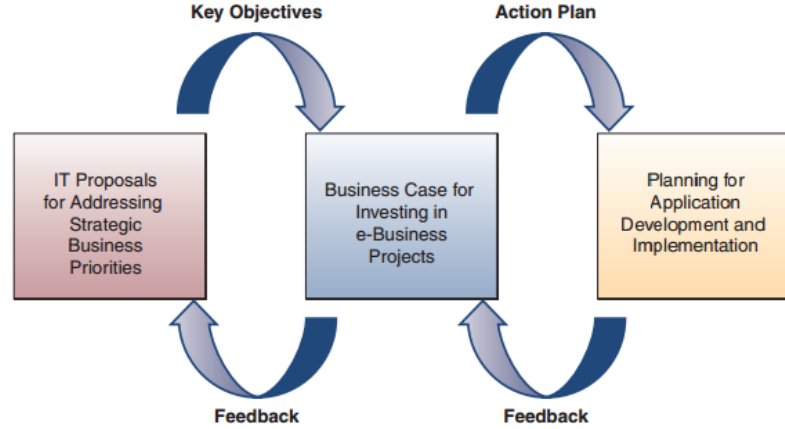 Key Objectives
Action Plan
IT Proposals
for Addressing
Strategic
Business
Priorities
Business Case for
Investing in
e-Business
Projects
Planning for
Application
Development and
Implementation
Feedback
Feedback